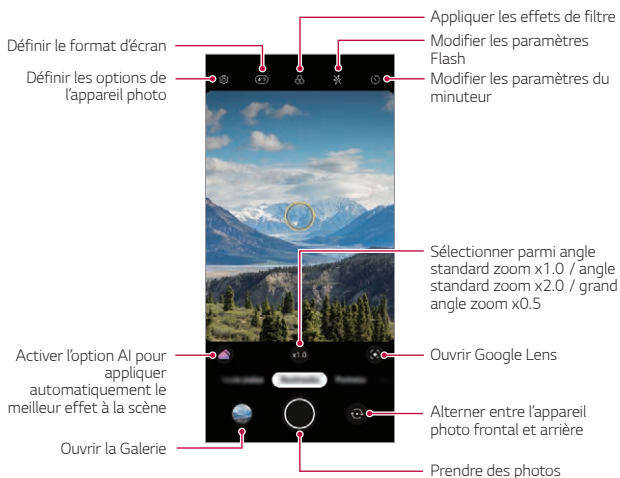 Appliquer les effets de filtre
Définir le format d'écran
Modifier les paramètres
Flash
Définir les options de
l'appareil photo
Modifier les paramètres du
minuteur
4:3
Sélectionner parmi angle
standard zoom x1.0 / angle
standard zoom x2.0 / grand
angle zoom x0.5
x1.0
Activer l'option AI pour
appliquer
automatiquement le
meilleur effet à la scène
Ouvrir Google Lens
Alterner entre l'appareil
photo frontal et arrière
Ouvrir la Galerie
Prendre des photos